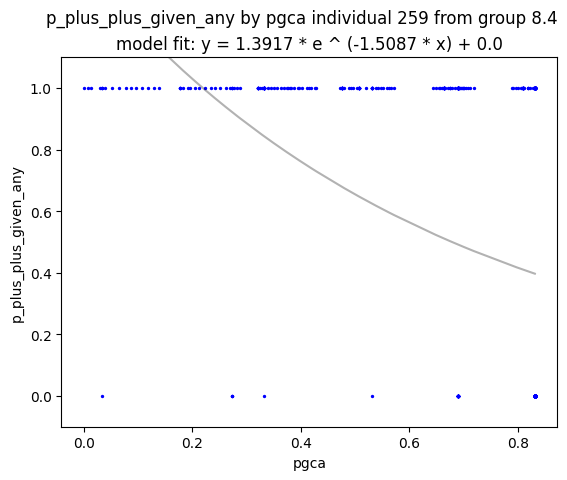 p_plus_plus_given_any by pgca individual 259 from group 8.4
model fit: y = 1.3917 * e ^ (-1.5087 * x) + 0.0
1.0
0.8
0.6
0.4
0.2
0.0
p_plus_plus_given_any
0.0 0.2 0.4 0.6 0.8
pgca